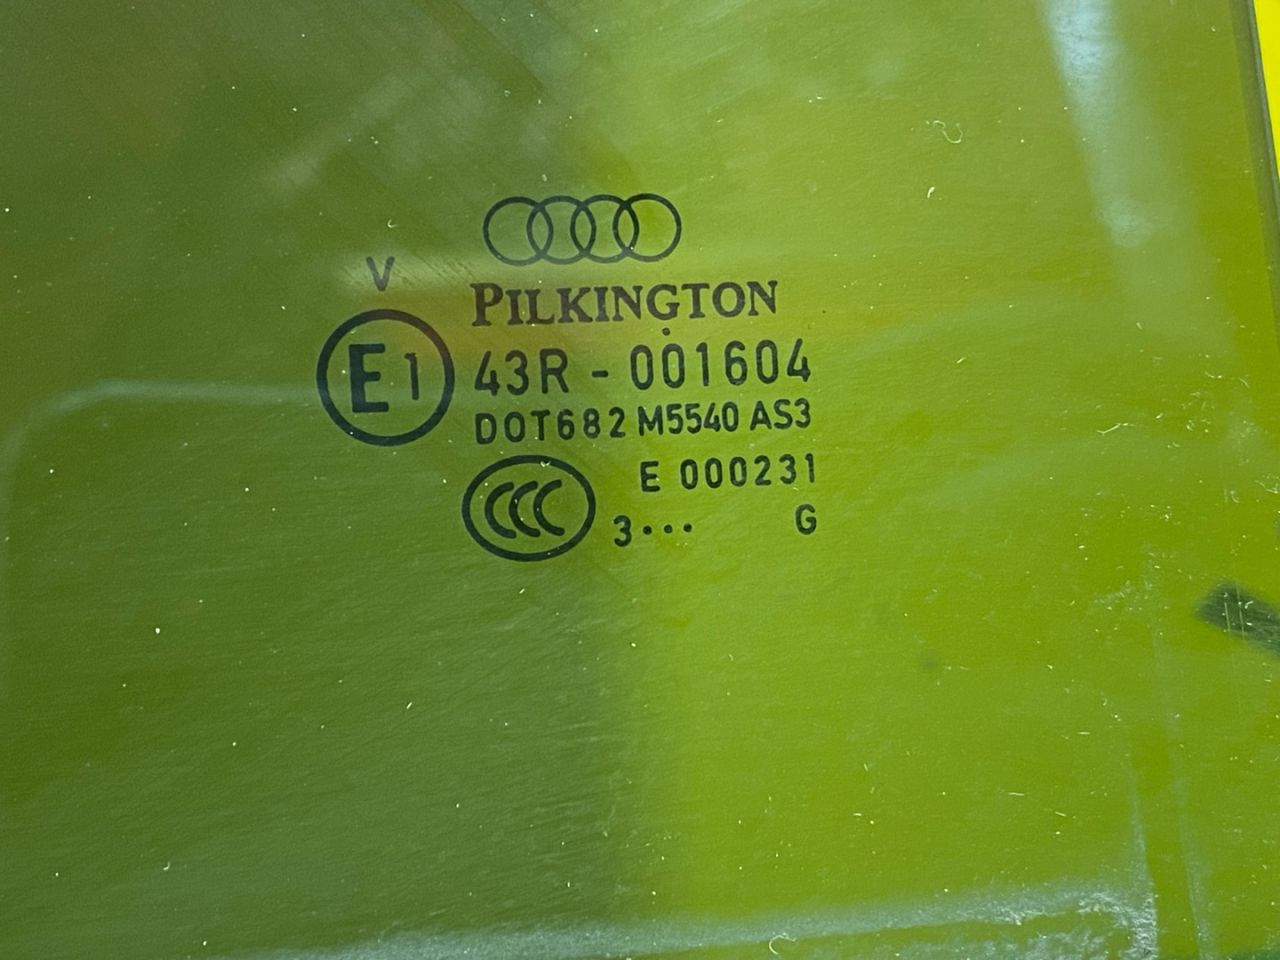 V
PILKINGTON
E1 43R - 001604
DOT682 M5540 AS3
CCC E 000231
3••• G